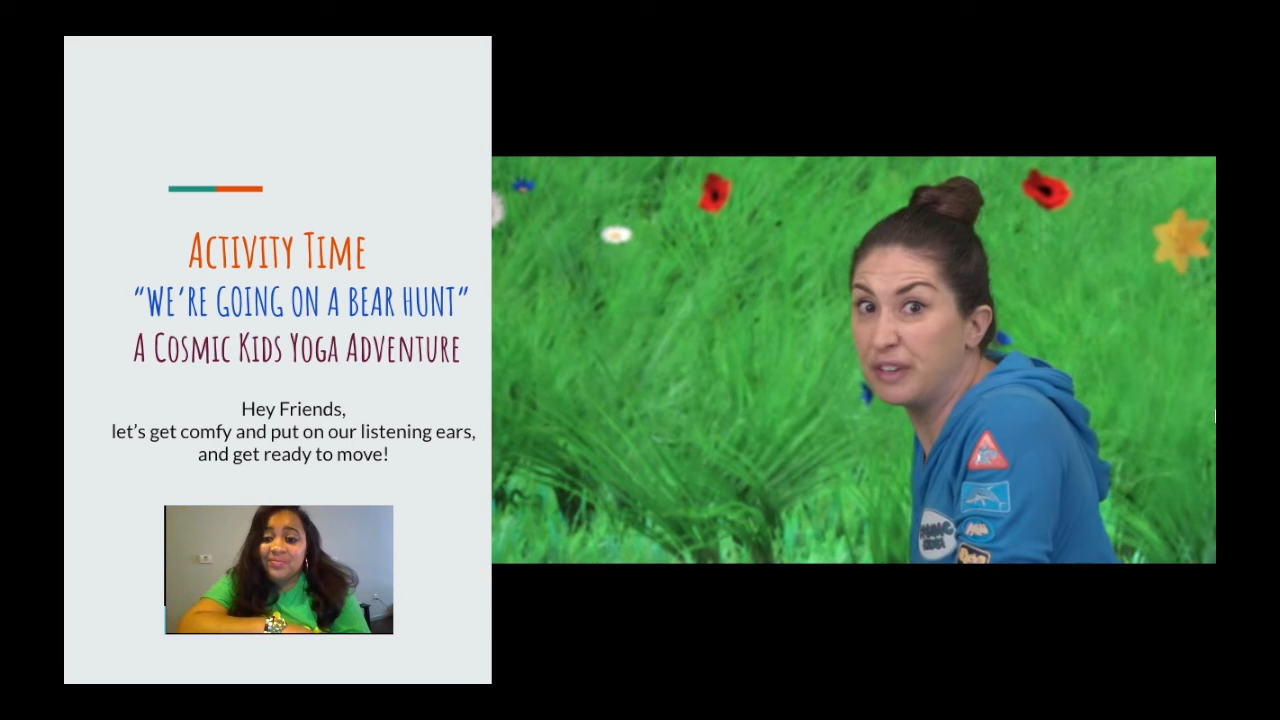 Activity Time
“WE’RE GOING ON A BEAR HUNT”
A Cosmic Kids Yoga Adventure
Hey Friends,
let’s get comfy and put on our listening ears,
and get ready to move!